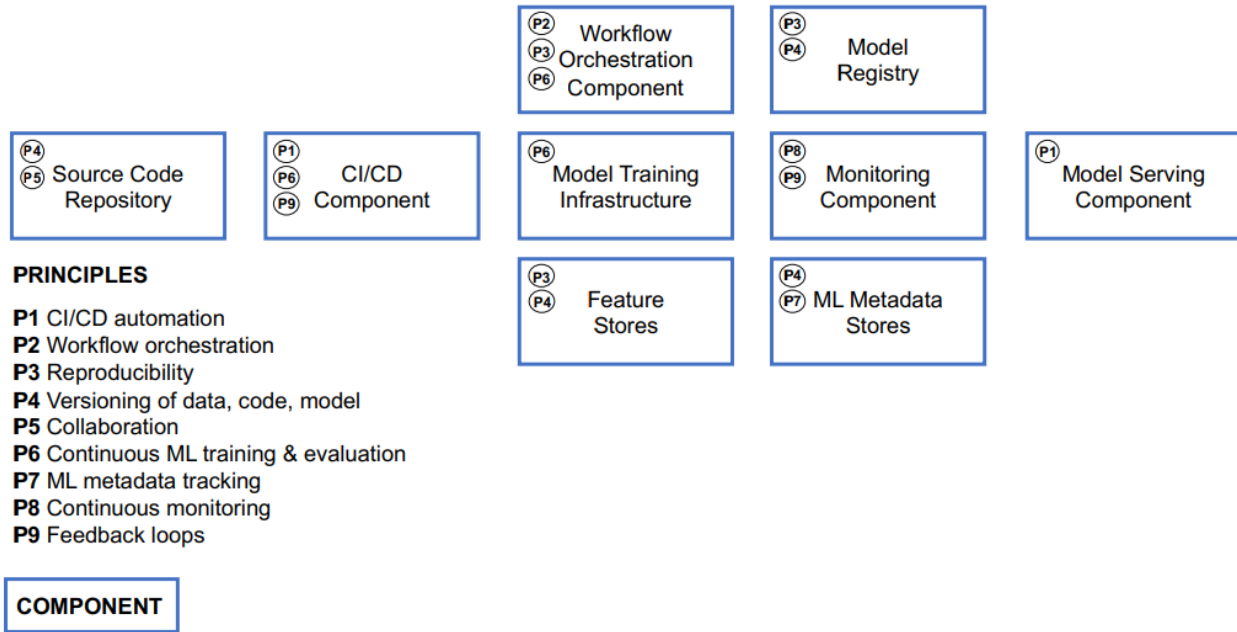 P2
P3
P6
Workflow
Orchestration
Component
P3
P4
Model
Registry
P4
P5
Source Code
Repository
P1
P6
P9
CI/CD
Component
P6
Model Training
Infrastructure
P8
P9
Monitoring
Component
P1
Model Serving
Component
P3
P4
Feature
Stores
P4
P7
ML Metadata
Stores
PRINCIPLES
P1 CI/CD automation
P2 Workflow orchestration
P3 Reproducibility
P4 Versioning of data, code, model
P5 Collaboration
P6 Continuous ML training & evaluation
P7 ML metadata tracking
P8 Continuous monitoring
P9 Feedback loops
COMPONENT